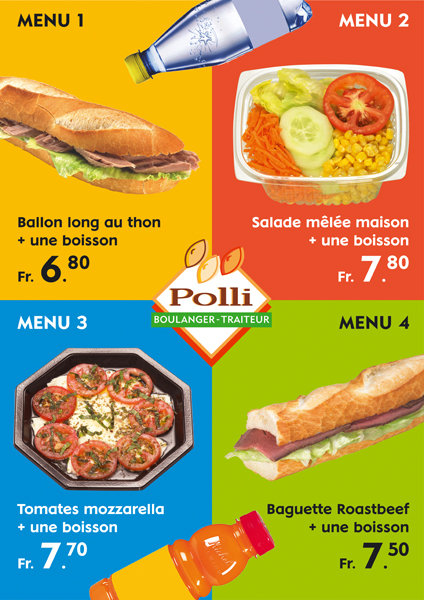 MENU 1
Ballon long au thon
+ une boisson
Fr. 6.80
MENU 2
Salade mêlée maison
+ une boisson
Fr. 7.80
Polli
BOULANGER-TRAITEUR
MENU 3
Tomates mozzarella
+ une boisson
Fr. 7.70
MENU 4
Baguette Roastbeef
+ une boisson
Fr. 7.50